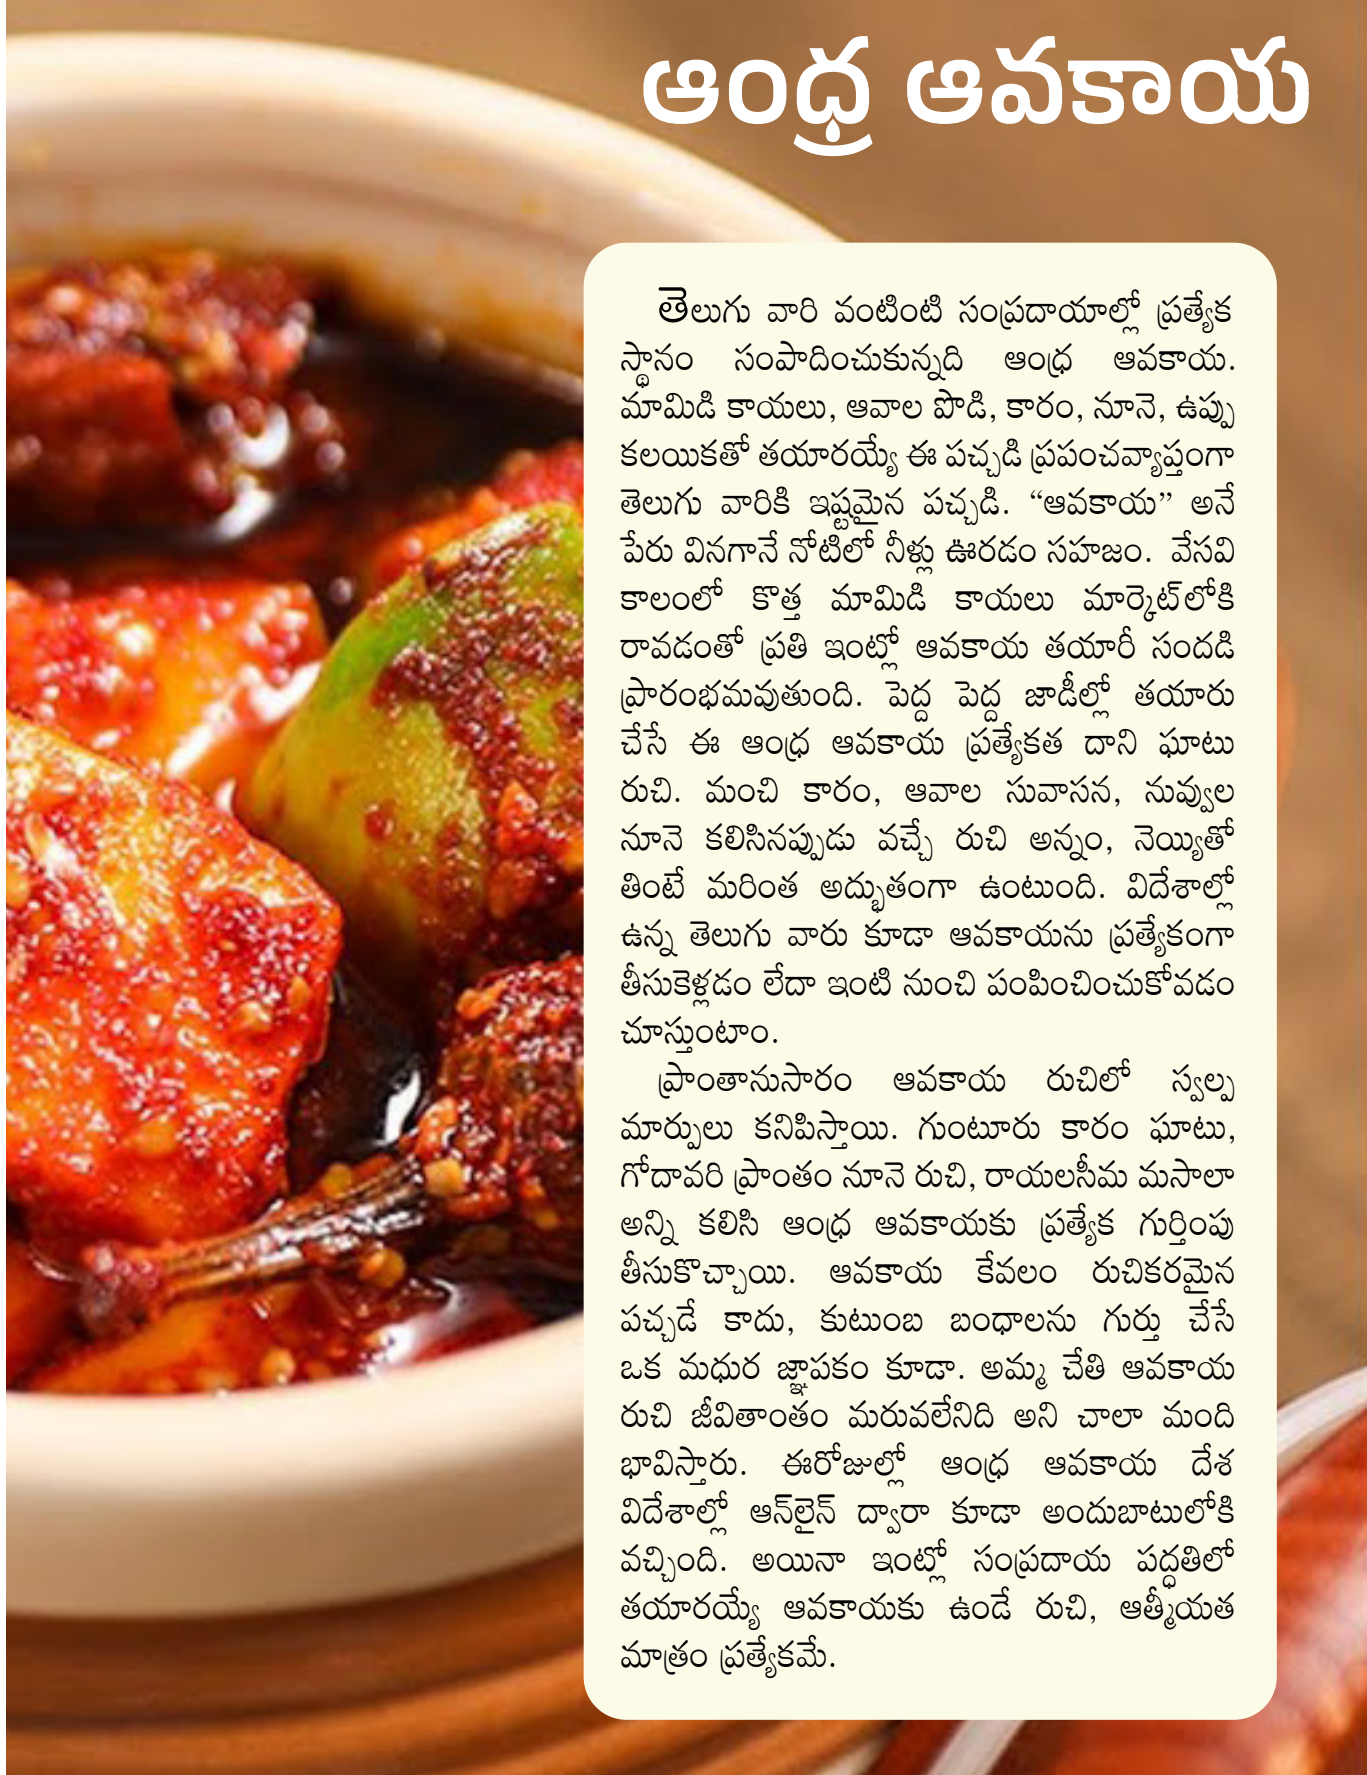 ఆంధ్ర ఆవకాయ
తెలుగు వారి వంటింటి సంప్రదాయాల్లో ప్రత్యేక
స్థానం సంపాదించుకున్నది ఆంధ్ర ఆవకాయ.
మామిడి కాయలు, ఆవాల పొడి, కారం, నూనె, ఉప్పు
కలయికతో తయారయ్యే ఈ పచ్చడి ప్రపంచవ్యాప్తంగా
తెలుగు వారికి ఇష్టమైన పచ్చడి. “ఆవకాయ” అనే
పేరు వినగానే నోటిలో నీళ్లు ఊరడం సహజం. వేసవి
కాలంలో కొత్త మామిడి కాయలు మార్కెట్‌లోకి
రావడంతో ప్రతి ఇంట్లో ఆవకాయ తయారీ సందడి
ప్రారంభమవుతుంది. పెద్ద పెద్ద జాడీల్లో తయారు
చేసే ఈ ఆంధ్ర ఆవకాయ ప్రత్యేకత దాని ఘాటు
రుచి. మంచి కారం, ఆవాల సువాసన, నువ్వుల
నూనె కలిసినప్పుడు వచ్చే రుచి అన్నం, నెయ్యితో
తింటే మరింత అద్భుతంగా ఉంటుంది. విదేశాల్లో
ఉన్న తెలుగు వారు కూడా ఆవకాయను ప్రత్యేకంగా
తీసుకెళ్లడం లేదా ఇంటి నుంచి పంపించించుకోవడం
చూస్తుంటాం.
ప్రాంతానుసారం ఆవకాయ రుచిలో స్వల్ప
మార్పులు కనిపిస్తాయి. గుంటూరు కారం ఘాటు,
గోదావరి ప్రాంతం నూనె రుచి, రాయలసీమ మసాలా
అన్ని కలిసి ఆంధ్ర ఆవకాయకు ప్రత్యేక గుర్తింపు
తీసుకొచ్చాయి. ఆవకాయ కేవలం రుచికరమైన
పచ్చడే కాదు, కుటుంబ బంధాలను గుర్తు చేసే
ఒక మధుర జ్ఞాపకం కూడా. అమ్మ చేతి ఆవకాయ
రుచి జీవితాంతం మరువలేనిది అని చాలా మంది
భావిస్తారు. ఈరోజుల్లో ఆంధ్ర ఆవకాయ దేశ
విదేశాల్లో ఆన్‌లైన్ ద్వారా కూడా అందుబాటులోకి
వచ్చింది. అయినా ఇంట్లో సంప్రదాయ పద్ధతిలో
తయారయ్యే ఆవకాయకు ఉండే రుచి, ఆత్మీయత
మాత్రం ప్రత్యేకమే.